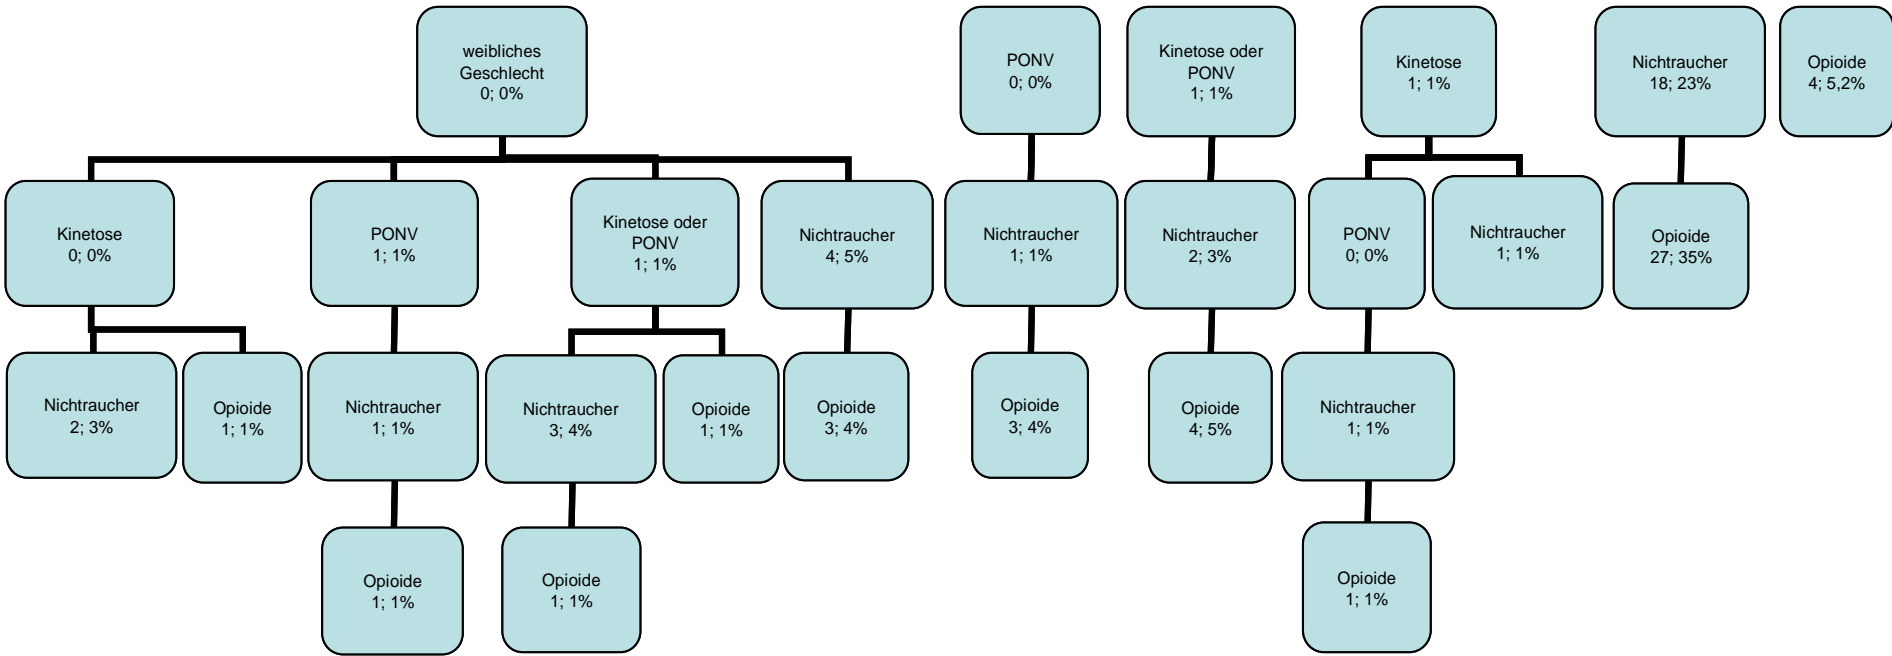 weibliches
Geschlecht
0; 0%
PONV
0; 0%
Kinetose oder
PONV
1; 1%
Kinetose
1; 1%
Nichtraucher
18; 23%
Opioide
4; 5,2%
Kinetose
0; 0%
PONV
1; 1%
Kinetose oder
PONV
1; 1%
Nichtraucher
4; 5%
Nichtraucher
1; 1%
Nichtraucher
2; 3%
PONV
0; 0%
Nichtraucher
1; 1%
Opioide
27; 35%
Nichtraucher
2; 3%
Opioide
1; 1%
Nichtraucher
1; 1%
Nichtraucher
3; 4%
Opioide
1; 1%
Opioide
3; 4%
Opioide
3; 4%
Opioide
4; 5%
Nichtraucher
1; 1%
Opioide
1; 1%
Opioide
1; 1%
Opioide
1; 1%